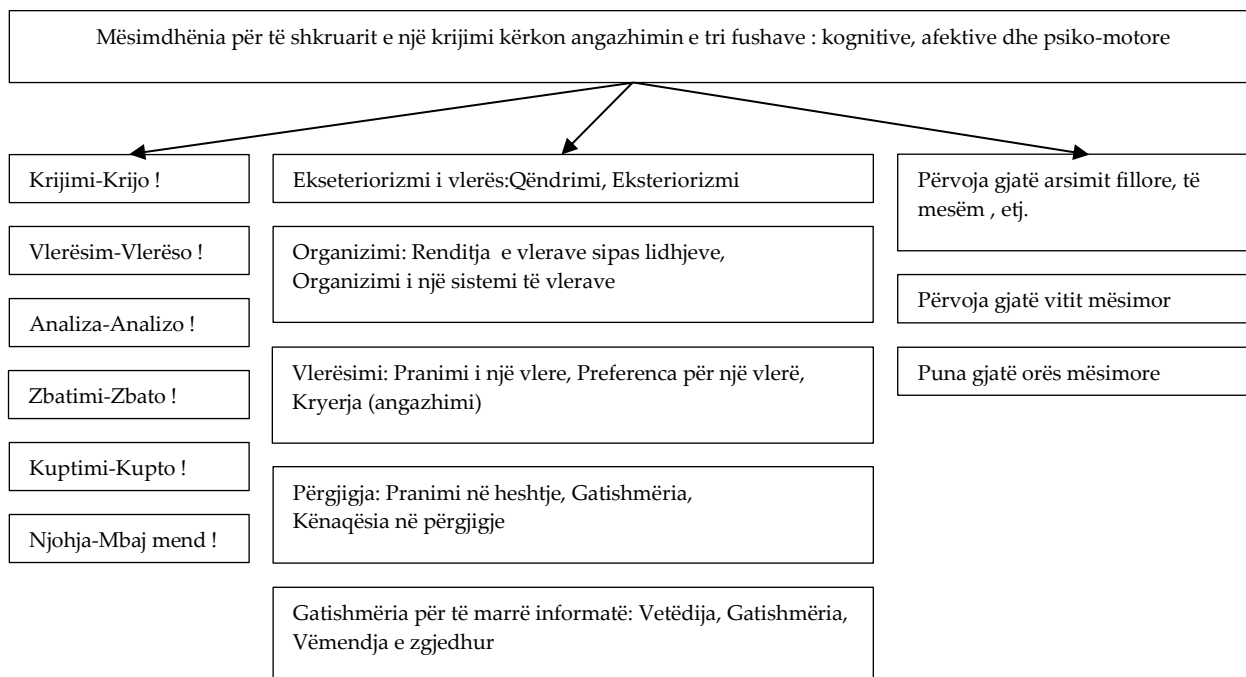 Mësimdhënia për të shkruarit e një krijimi kërkon angazhimin e tri fushave : kognitive, afektive dhe psiko-motore
Krijimi-Krijo !
Vlerësim-Vlerëso !
Analiza-Analizo !
Zbatimi-Zbato !
Kuptimi-Kupto !
Njohja-Mbaj mend !
Ekseteriorizmi i vlerës:Qëndrimi, Eksteriorizmi
Organizimi: Renditja e vlerave sipas lidhjeve,
Organizimi i një sistemi të vlerave
Vlerësimi: Pranimi i një vlere, Preferenca për një vlerë,
Kryerja (angazhimi)
Përgjigja: Pranimi në heshtje, Gatishmëria,
Kënaqësia në përgjigje
Gatishmëria për të marrë informatë: Vetëdija, Gatishmëria,
Vëmendja e zgjedhur
Përvoja gjatë arsimit fillore, të
mesëm , etj.
Përvoja gjatë vitit mësimor
Puna gjatë orës mësimore